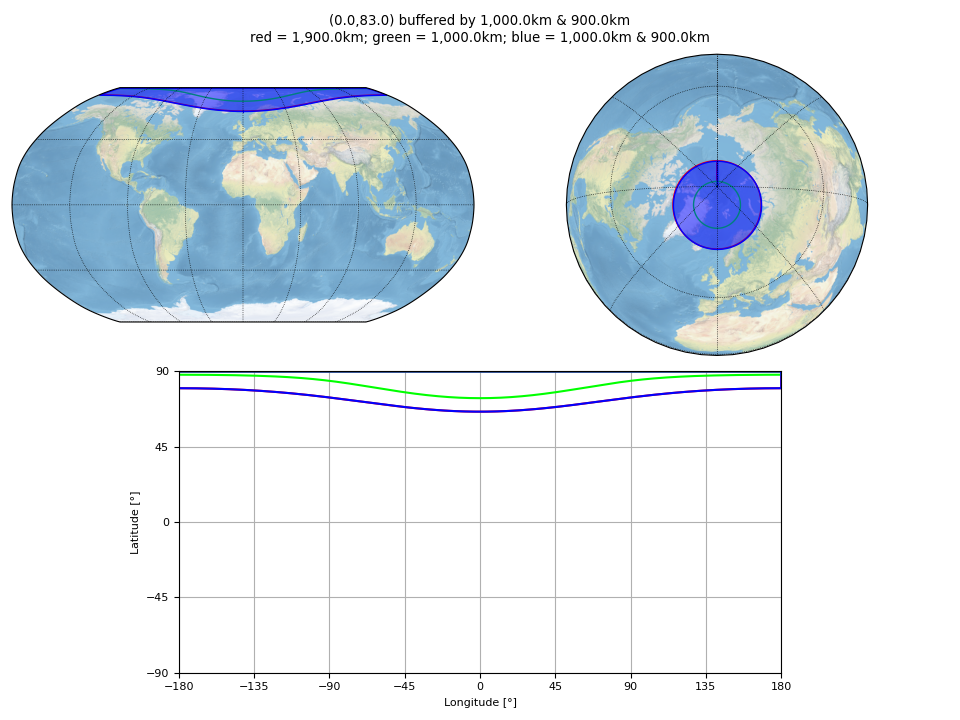 (0.0,83.0) buffered by 1,000.0km & 900.0km
red = 1,900.0km; green = 1,000.0km; blue = 1,000.0km & 900.0km
90
45
0
−45
−90
Latitude [°]
−180 −135 −90 −45 0 45 90 135 180
Longitude [°]